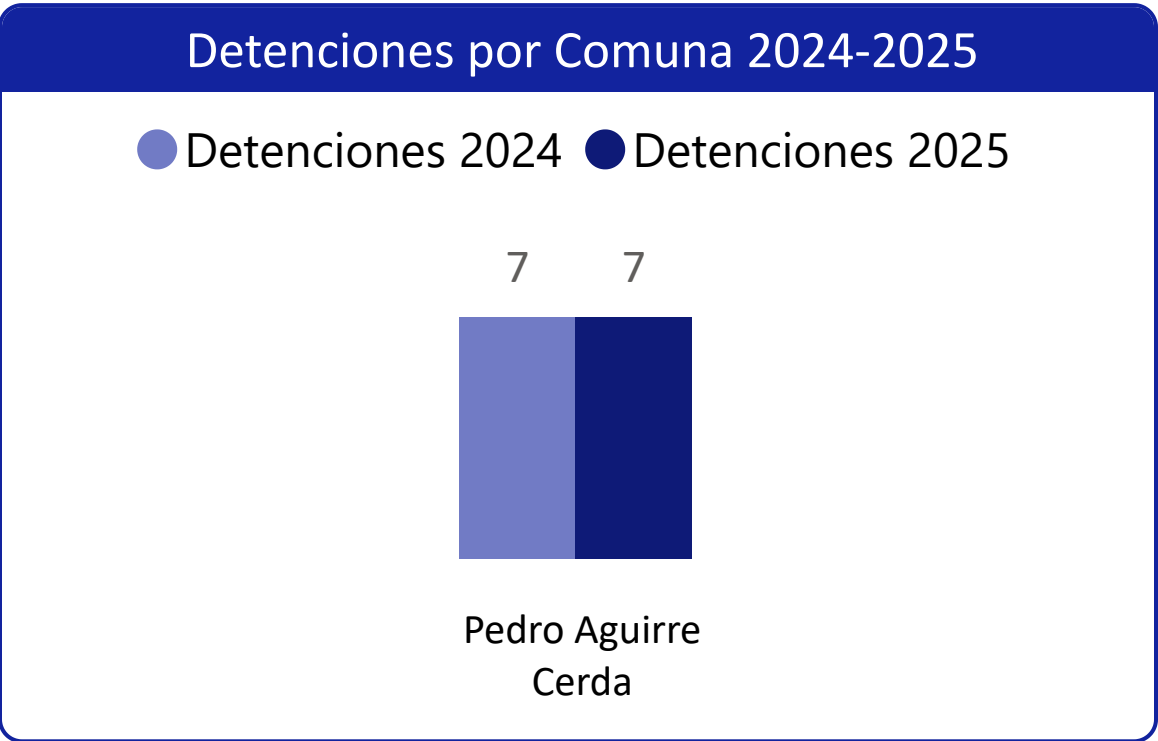 Detenciones por Comuna 2024-2025
Detenciones 2024 Detenciones 2025
7 7
Pedro Aguirre
Cerda